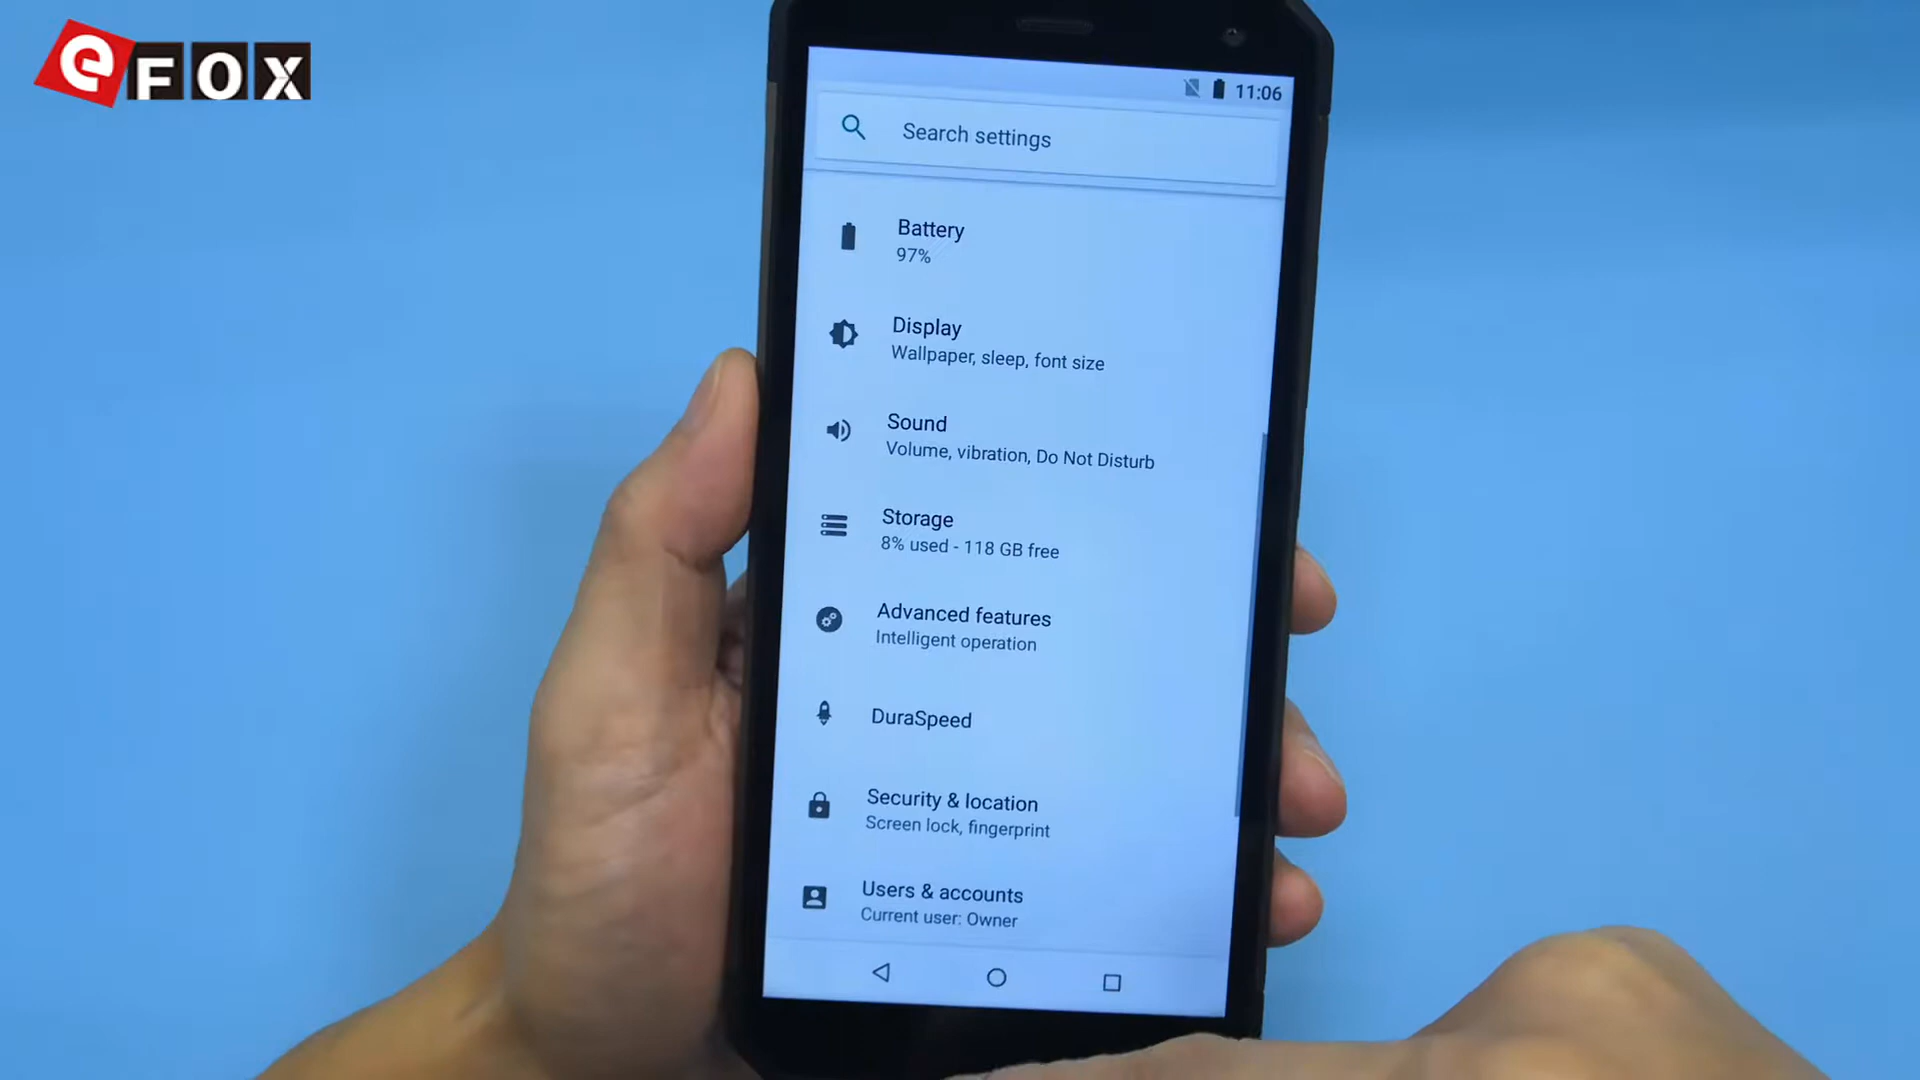 eFOX
11:06
Search settings
Battery
97%
Display
Wallpaper, sleep, font size
Sound
Volume, vibration, Do Not Disturb
Storage
8% used - 118 GB free
Advanced features
Intelligent operation
DuraSpeed
Security & location
Screen lock, fingerprint
Users & accounts
Current user: Owner